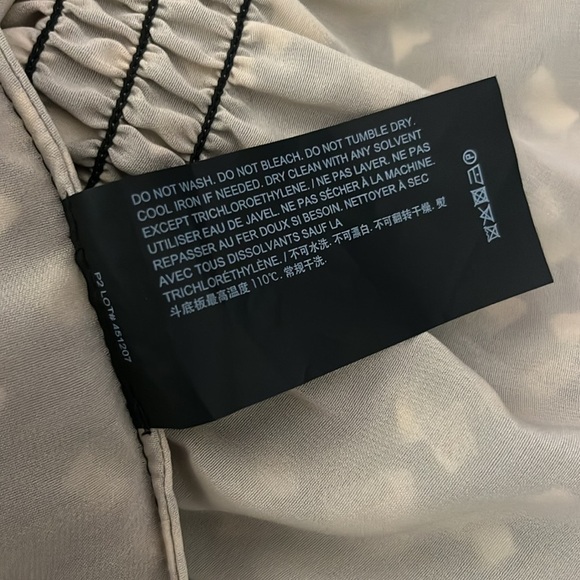 DO NOT WASH. DO NOT BLEACH. DO NOT TUMBLE DRY.
COOL IRON IF NEEDED. DRY CLEAN WITH ANY SOLVENT
EXCEPT TRICHLOROETHYLENE. / NE PAS LAVER. NE PAS
UTILISER EAU DE JAVEL. NE PAS SÉCHER À LA MACHINE.
REPASSER AU FER DOUX SI BESOIN. NETTOYER À SEC
AVEC TOUS DISSOLVANTS SAUF LA
TRICHLORÉTHYLÈNE. / 不可水洗. 不可漂白. 不可翻转干燥. 熨
斗底板最高温度 110℃. 常规干洗.
P2 LOT# 451207
P